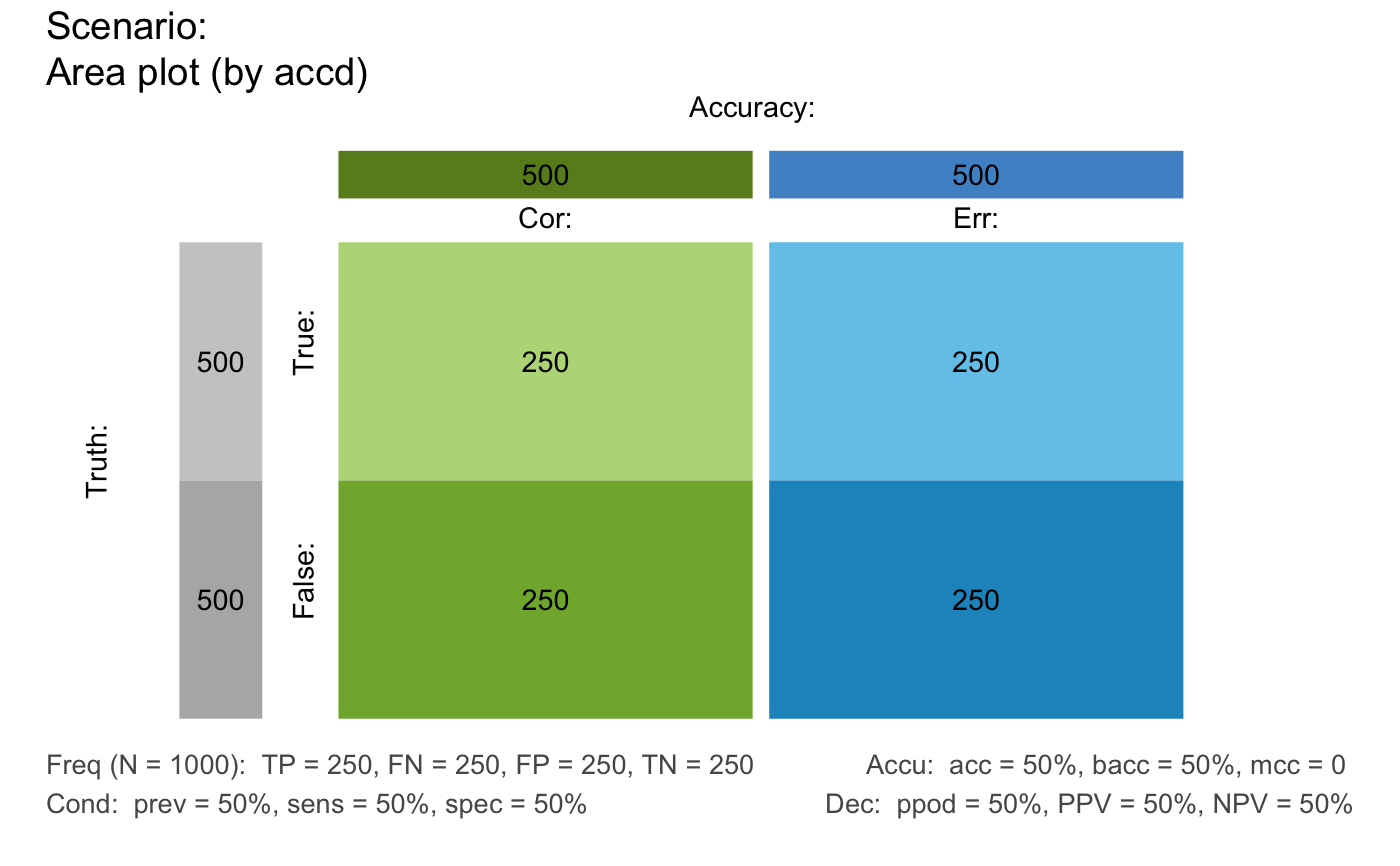 Scenario:
Area plot (by accd)
Accuracy:
500 500
Cor: Err:
Truth:
500 True: 250 250
500 False: 250 250
Freq (N = 1000):  TP = 250, FN = 250, FP = 250, TN = 250 Accu:  acc = 50%, bacc = 50%, mcc = 0
Cond:  prev = 50%, sens = 50%, spec = 50% Dec:  ppod = 50%, PPV = 50%, NPV = 50%